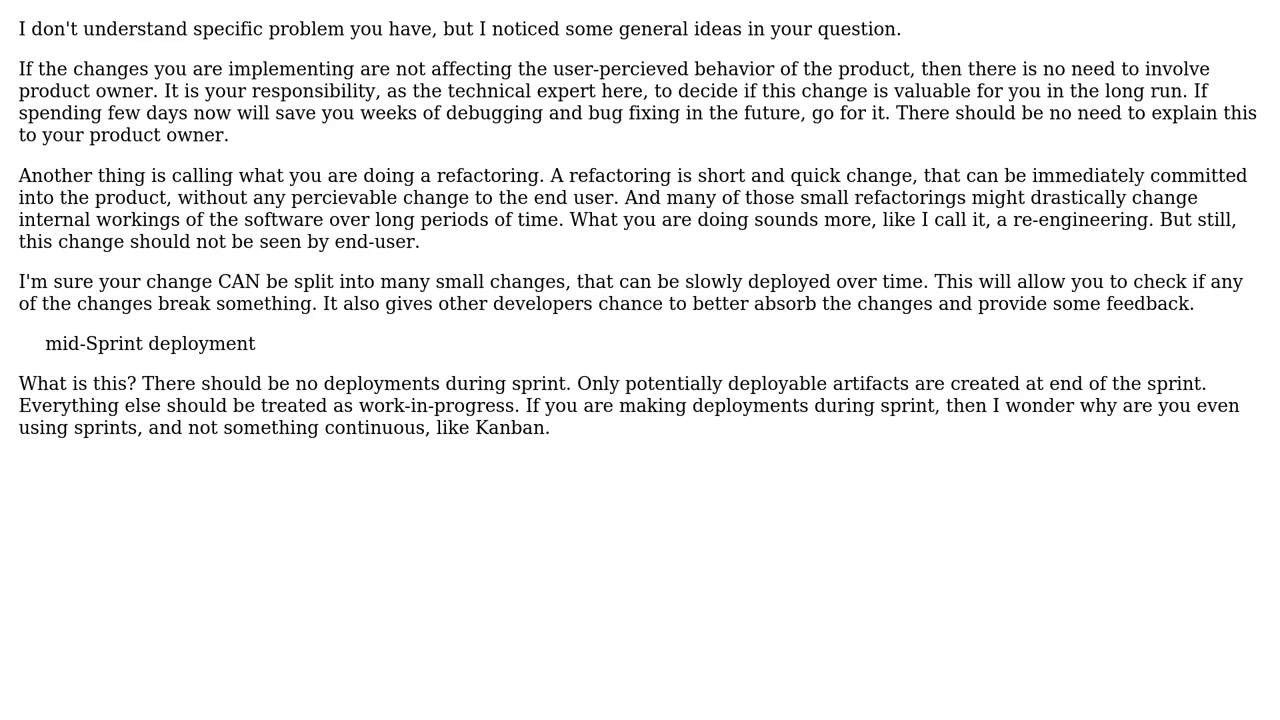 I don't understand specific problem you have, but I noticed some general ideas in your question.
If the changes you are implementing are not affecting the user-percieved behavior of the product, then there is no need to involve
product owner. It is your responsibility, as the technical expert here, to decide if this change is valuable for you in the long run. If
spending few days now will save you weeks of debugging and bug fixing in the future, go for it. There should be no need to explain this
to your product owner.
Another thing is calling what you are doing a refactoring. A refactoring is short and quick change, that can be immediately committed
into the product, without any percievable change to the end user. And many of those small refactorings might drastically change
internal workings of the software over long periods of time. What you are doing sounds more, like I call it, a re-engineering. But still,
this change should not be seen by end-user.
I'm sure your change CAN be split into many small changes, that can be slowly deployed over time. This will allow you to check if any
of the changes break something. It also gives other developers chance to better absorb the changes and provide some feedback.
mid-Sprint deployment
What is this? There should be no deployments during sprint. Only potentially deployable artifacts are created at end of the sprint.
Everything else should be treated as work-in-progress. If you are making deployments during sprint, then I wonder why are you even
using sprints, and not something continuous, like Kanban.